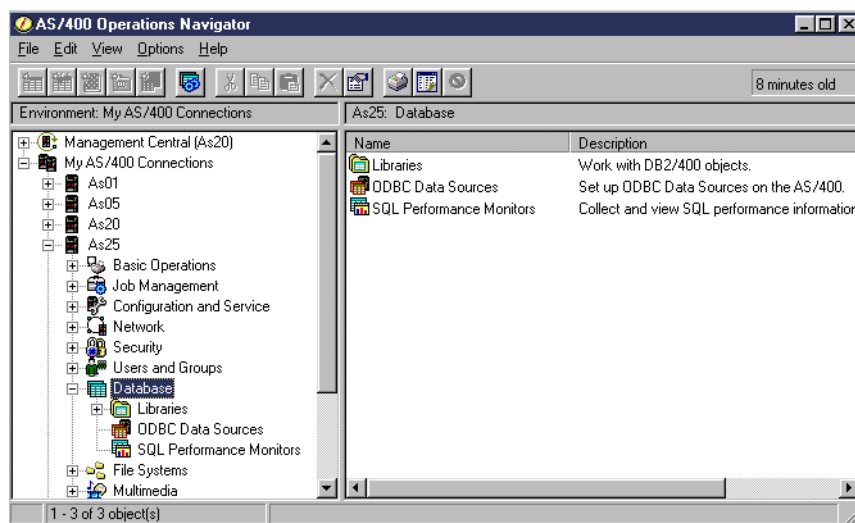 AS/400 Operations Navigator
File Edit View Options Help
8 minutes old
Environment: My AS/400 Connections
As25: Database
Management Central (As20)
My AS/400 Connections
As01
As05
As20
As25
Basic Operations
Job Management
Configuration and Service
Network
Security
Users and Groups
Database
Libraries
ODBC Data Sources
SQL Performance Monitors
File Systems
Multimedia
Name Description
Libraries Work with DB2/400 objects.
ODBC Data Sources Set up ODBC Data Sources on the AS/400.
SQL Performance Monitors Collect and view SQL performance information
1 - 3 of 3 object(s)